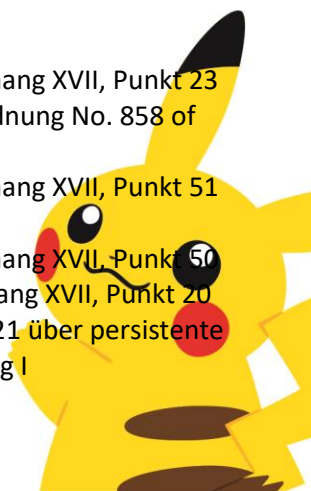 ang XVII, Punkt 23
dnung No. 858 of
ang XVII, Punkt 51
ang XVII, Punkt 50
ang XVII, Punkt 20
21 über persistente
g I